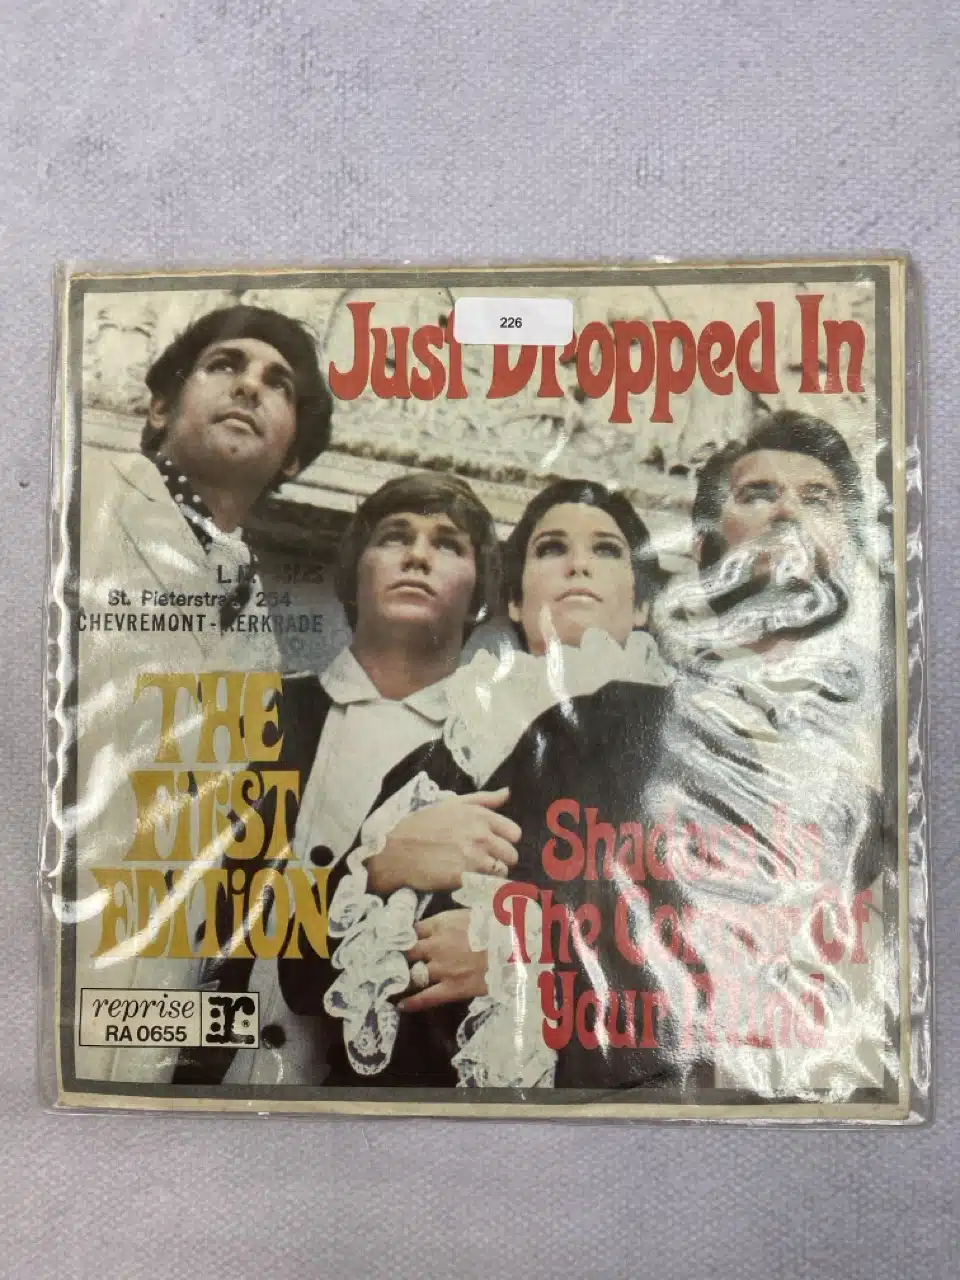 Just Dropped In
226
L.
St. Pieterstraat 254
CHEVREMONT-KERKRADE
THE
FIRST
EDITION
Shadow In
The Corner Of
Your Mind
reprise
RA 0655
r
®